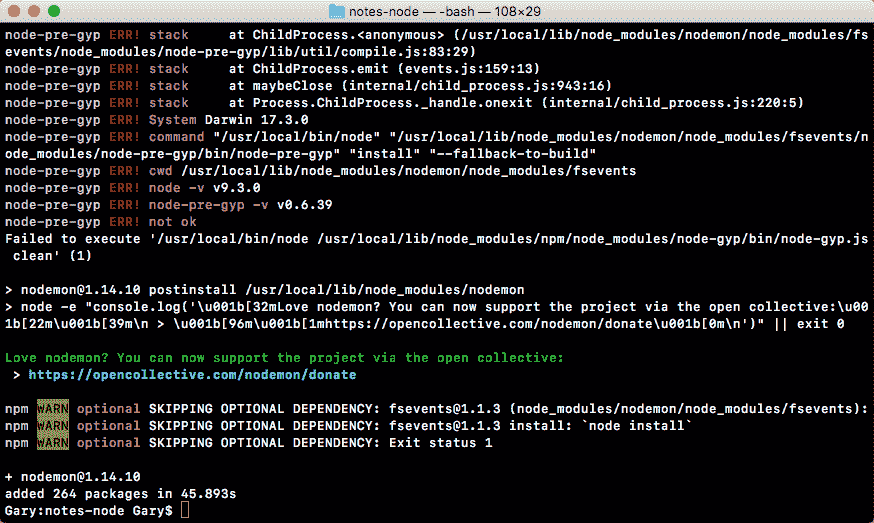 notes-node — -bash — 108×29
node-pre-gyp ERR! stack     at ChildProcess.<anonymous> (/usr/local/lib/node_modules/nodemon/node_modules/fs
events/node_modules/node-pre-gyp/lib/util/compile.js:83:29)
node-pre-gyp ERR! stack     at ChildProcess.emit (events.js:159:13)
node-pre-gyp ERR! stack     at maybeClose (internal/child_process.js:943:16)
node-pre-gyp ERR! stack     at Process.ChildProcess._handle.onexit (internal/child_process.js:220:5)
node-pre-gyp ERR! System Darwin 17.3.0
node-pre-gyp ERR! command "/usr/local/bin/node" "/usr/local/lib/node_modules/nodemon/node_modules/fsevents/n
ode_modules/node-pre-gyp/bin/node-pre-gyp" "install" "--fallback-to-build"
node-pre-gyp ERR! cwd /usr/local/lib/node_modules/nodemon/node_modules/fsevents
node-pre-gyp ERR! node -v v9.3.0
node-pre-gyp ERR! node-pre-gyp -v v0.6.39
node-pre-gyp ERR! not ok
Failed to execute '/usr/local/bin/node /usr/local/lib/node_modules/npm/node_modules/node-gyp/bin/node-gyp.js
 clean' (1)
> nodemon@1.14.10 postinstall /usr/local/lib/node_modules/nodemon
> node -e "console.log('\u001b[32mLove nodemon? You can now support the project via the open collective:\u00
1b[22m\u001b[39m\n > \u001b[96m\u001b[1mhttps://opencollective.com/nodemon/donate\u001b[0m\n')" || exit 0
Love nodemon? You can now support the project via the open collective:
 > https://opencollective.com/nodemon/donate
npm WARN optional SKIPPING OPTIONAL DEPENDENCY: fsevents@1.1.3 (node_modules/nodemon/node_modules/fsevents):
npm WARN optional SKIPPING OPTIONAL DEPENDENCY: fsevents@1.1.3 install: `node install`
npm WARN optional SKIPPING OPTIONAL DEPENDENCY: Exit status 1
+ nodemon@1.14.10
added 264 packages in 45.893s
Gary:notes-node Gary$